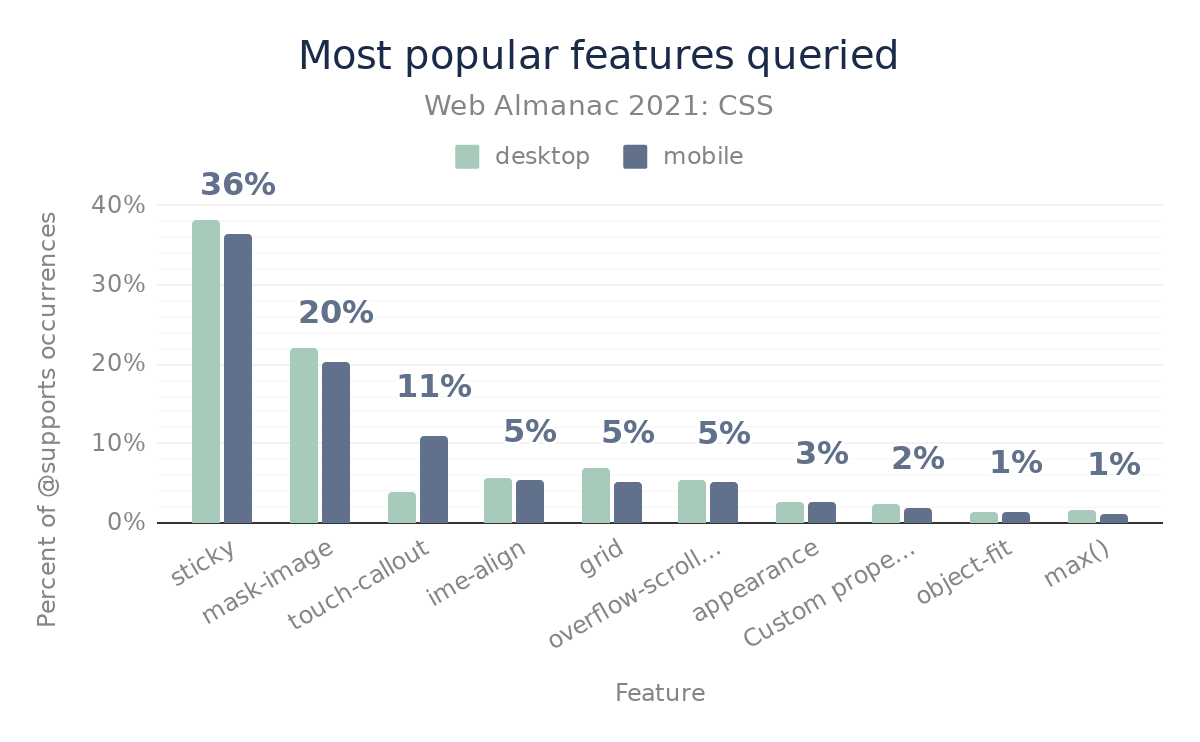 Most popular features queried
Web Almanac 2021: CSS
desktop mobile
Percent of @supports occurrences
40%
30%
20%
10%
0%
36%
20%
11%
5%
5%
5%
3%
2%
1%
1%
sticky
mask-image
touch-callout
ime-align
grid
overflow-scroll...
appearance
Custom prope...
object-fit
max()
Feature